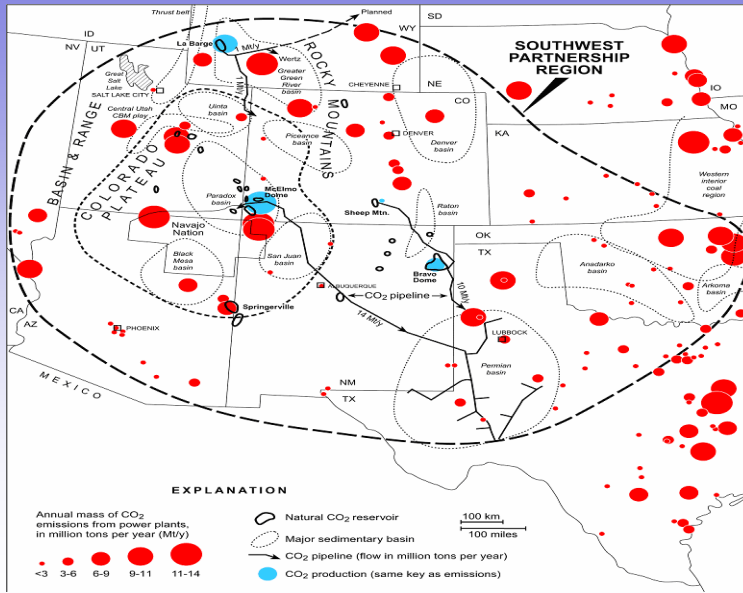 Thrust belt
Planned
SD
WY
ID
NV
UT
La Barge
1 Mt/y
Wertz
Greater
Green
River
basin
ROCKY MOUNTAINS
SOUTHWEST
PARTNERSHIP
REGION
Great
Salt
Lake
SALT LAKE CITY
1Mt/y
CHEYENNE
NE
CO
IO
MO
BASIN & RANGE
Central Utah
CBM play
Uinta
basin
Piceance
basin
DENVER
Denver
basin
KA
COLORADO
PLATEAU
Paradox
basin
McElmo
Dolne
Sheep Mtn.
Raton
basin
Western
interior
coal
region
Navajo
Nation
Black
Mesa
basin
San Juan
basin
OK
TX
Bravo
Dome
Anadarko
basin
Arkoma
basin
ALBUQUERQUE
CO2 pipeline
10 Mt/y
14 Mt/y
Springerville
CA
AZ
PHOENIX
LUBBOCK
Permian
basin
MEXICO
NM
TX
EXPLANATION
Annual mass of CO2
emissions from power plants,
in million tons per year (Mt/y)
<3 3-6 6-9 9-11 11-14
Natural CO2 reservoir
Major sedimentary basin
CO2 pipeline (flow in million tons per year)
CO2 production (same key as emissions)
100 km
100 miles